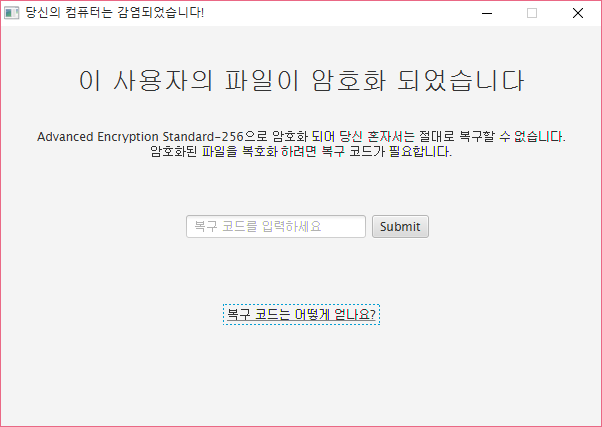 당신의 컴퓨터는 감염되었습니다!
이 사용자의 파일이 암호화 되었습니다
Advanced Encryption Standard-256으로 암호화 되어 당신 혼자서는 절대로 복구할 수 없습니다.
암호화된 파일을 복호화 하려면 복구 코드가 필요합니다.
복구 코드를 입력하세요 Submit
복구 코드는 어떻게 얻나요?